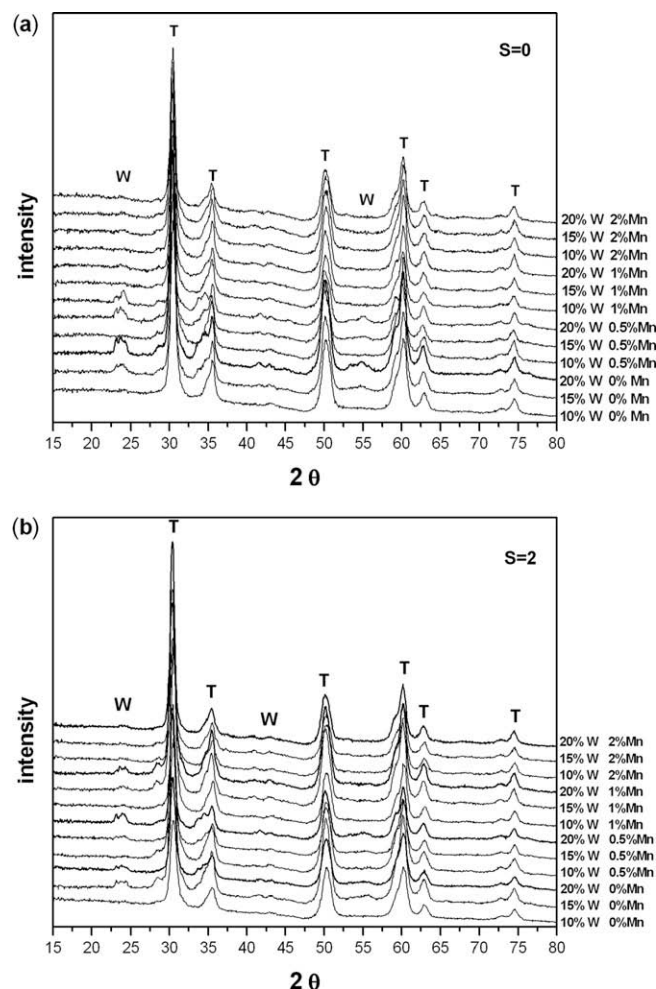 (a)
T
S=0
T
T
T
T
T
W
W
intensity
20% W 2%Mn
15% W 2%Mn
10% W 2%Mn
20% W 1%Mn
15% W 1%Mn
10% W 1%Mn
20% W 0.5%Mn
15% W 0.5%Mn
10% W 0.5%Mn
20% W 0% Mn
15% W 0% Mn
10% W 0% Mn
15 20 25 30 35 40 45 50 55 60 65 70 75 80
2 θ
(b)
T
S=2
T
T
T
T
T
W
W
intensity
20% W 2%Mn
15% W 2%Mn
10% W 2%Mn
20% W 1%Mn
15% W 1%Mn
10% W 1%Mn
20% W 0.5%Mn
15% W 0.5%Mn
10% W 0.5%Mn
20% W 0%Mn
15% W 0%Mn
10% W 0%Mn
15 20 25 30 35 40 45 50 55 60 65 70 75 80
2 θ